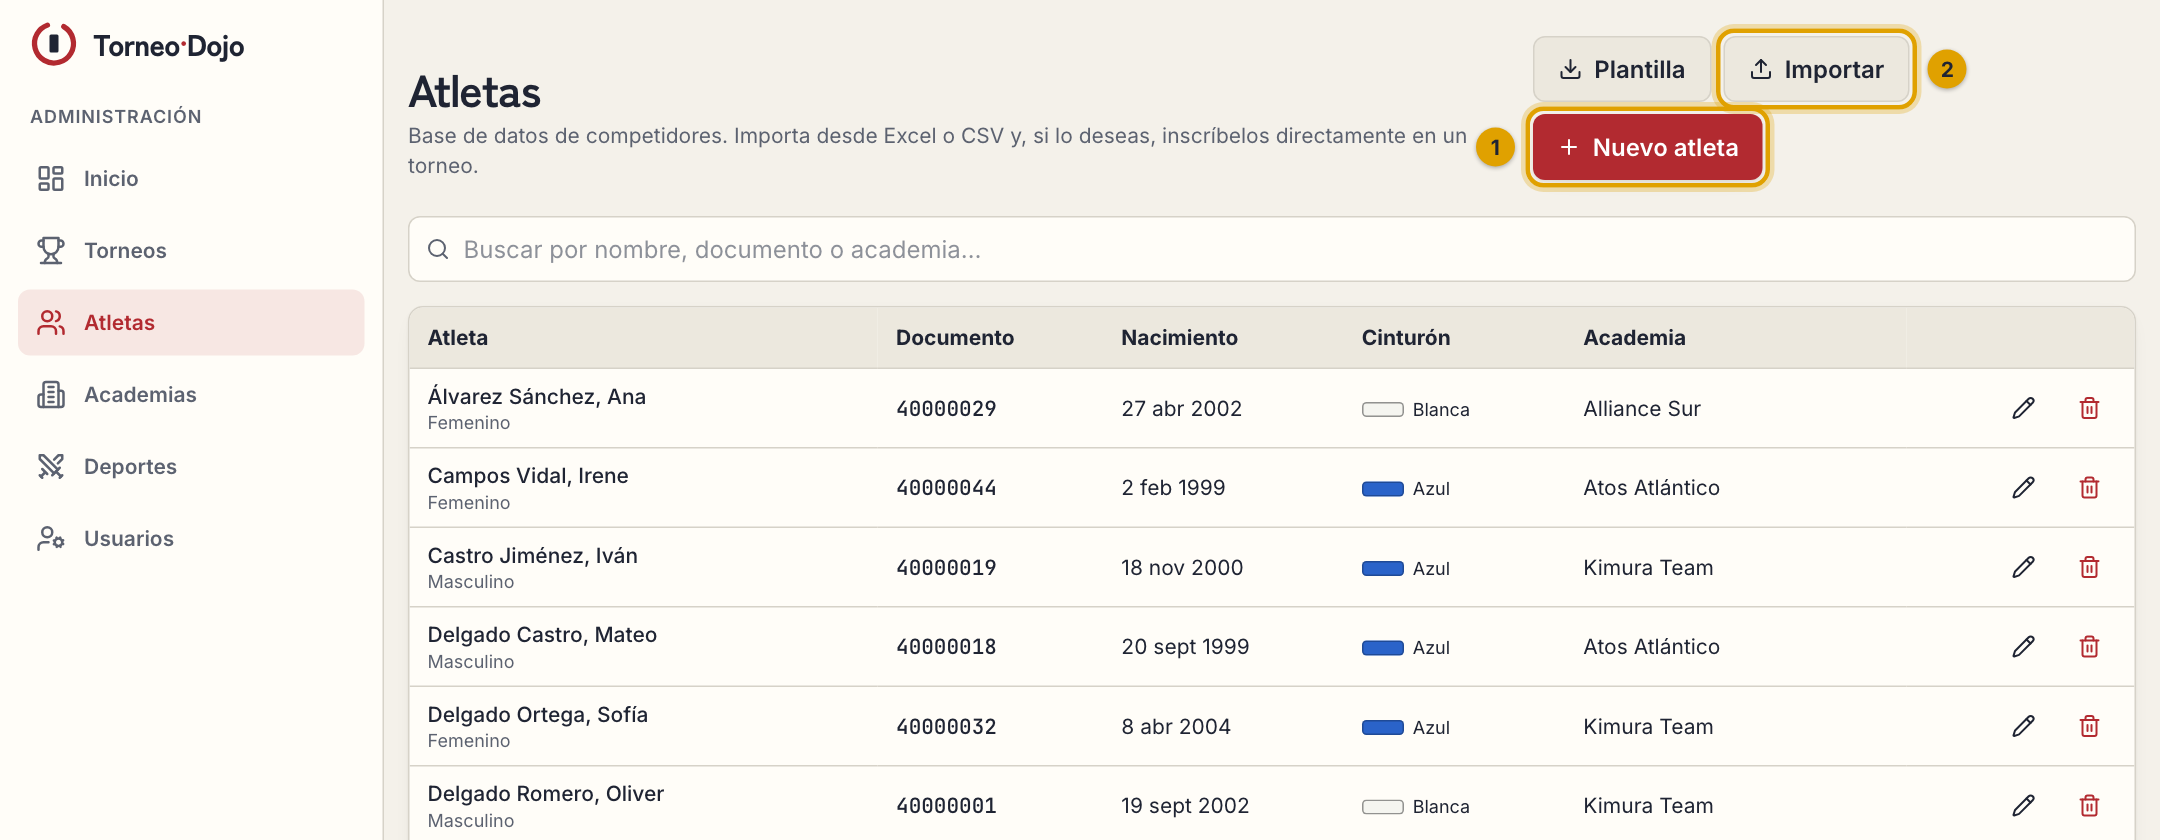 Torneo·Dojo
ADMINISTRACIÓN
Inicio
Torneos
Atletas
Academias
Deportes
Usuarios
Atletas
Base de datos de competidores. Importa desde Excel o CSV y, si lo deseas, inscríbelos directamente en un
torneo.
Plantilla
Importar
2
1
Nuevo atleta
Buscar por nombre, documento o academia...
Atleta Documento Nacimiento Cinturón Academia
Álvarez Sánchez, Ana 40000029 27 abr 2002 Blanca Alliance Sur
Femenino
Campos Vidal, Irene 40000044 2 feb 1999 Azul Atos Atlántico
Femenino
Castro Jiménez, Iván 40000019 18 nov 2000 Azul Kimura Team
Masculino
Delgado Castro, Mateo 40000018 20 sept 1999 Azul Atos Atlántico
Masculino
Delgado Ortega, Sofía 40000032 8 abr 2004 Azul Kimura Team
Femenino
Delgado Romero, Oliver 40000001 19 sept 2002 Blanca Kimura Team
Masculino